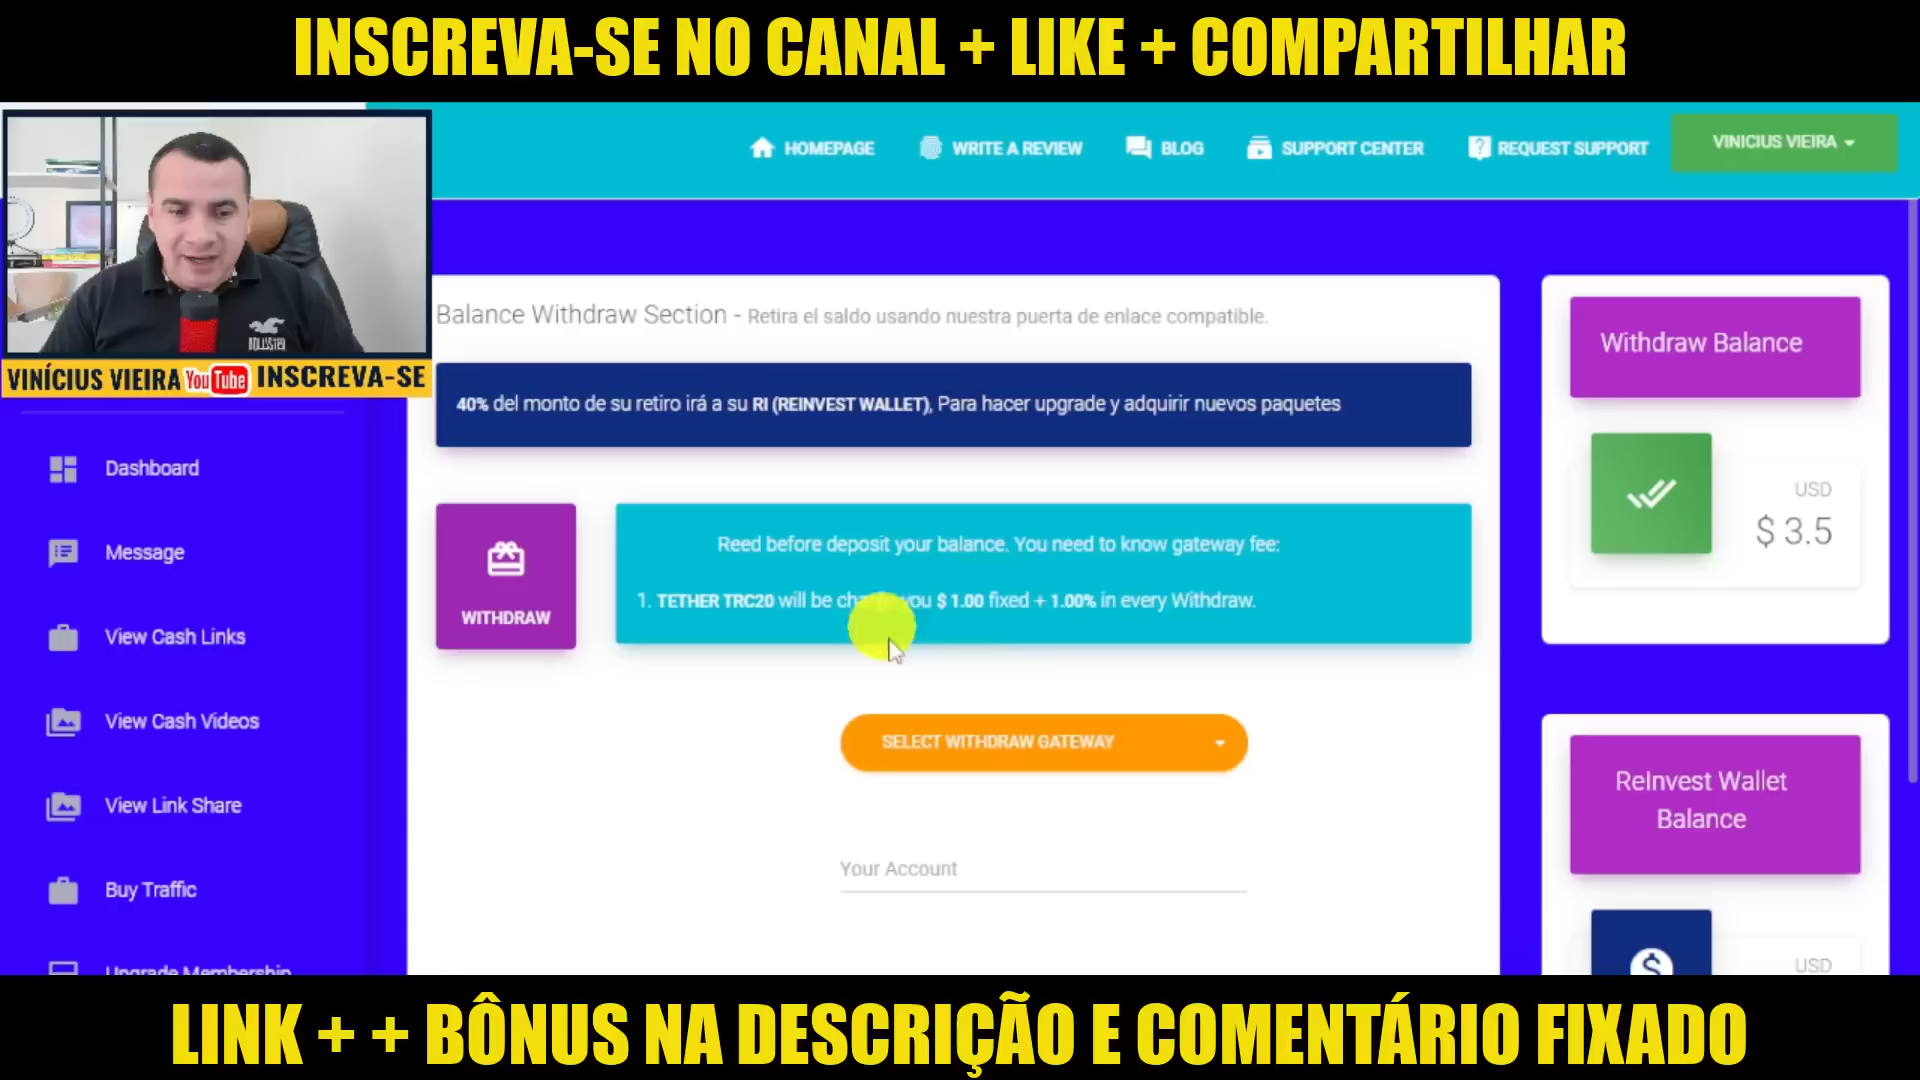 INSCREVA-SE NO CANAL + LIKE + COMPARTILHAR
HOMEPAGE
WRITE A REVIEW
BLOG
SUPPORT CENTER
REQUEST SUPPORT
VINICIUS VIEIRA
HOLLISTER
VINÍCIUS VIEIRA YouTube INSCREVA-SE
Dashboard
Message
View Cash Links
View Cash Videos
View Link Share
Buy Traffic
Upgrade Membership
Balance Withdraw Section - Retira el saldo usando nuestra puerta de enlace compatible.
40% del monto de su retiro irá a su RI (REINVEST WALLET), Para hacer upgrade y adquirir nuevos paquetes
WITHDRAW
Reed before deposit your balance. You need to know gateway fee:
1. TETHER TRC20 will be charge you $ 1.00 fixed + 1.00% in every Withdraw.
SELECT WITHDRAW GATEWAY
Your Account
Withdraw Balance
USD
$ 3.5
ReInvest Wallet
Balance
USD
LINK + + BÔNUS NA DESCRIÇÃO E COMENTÁRIO FIXADO